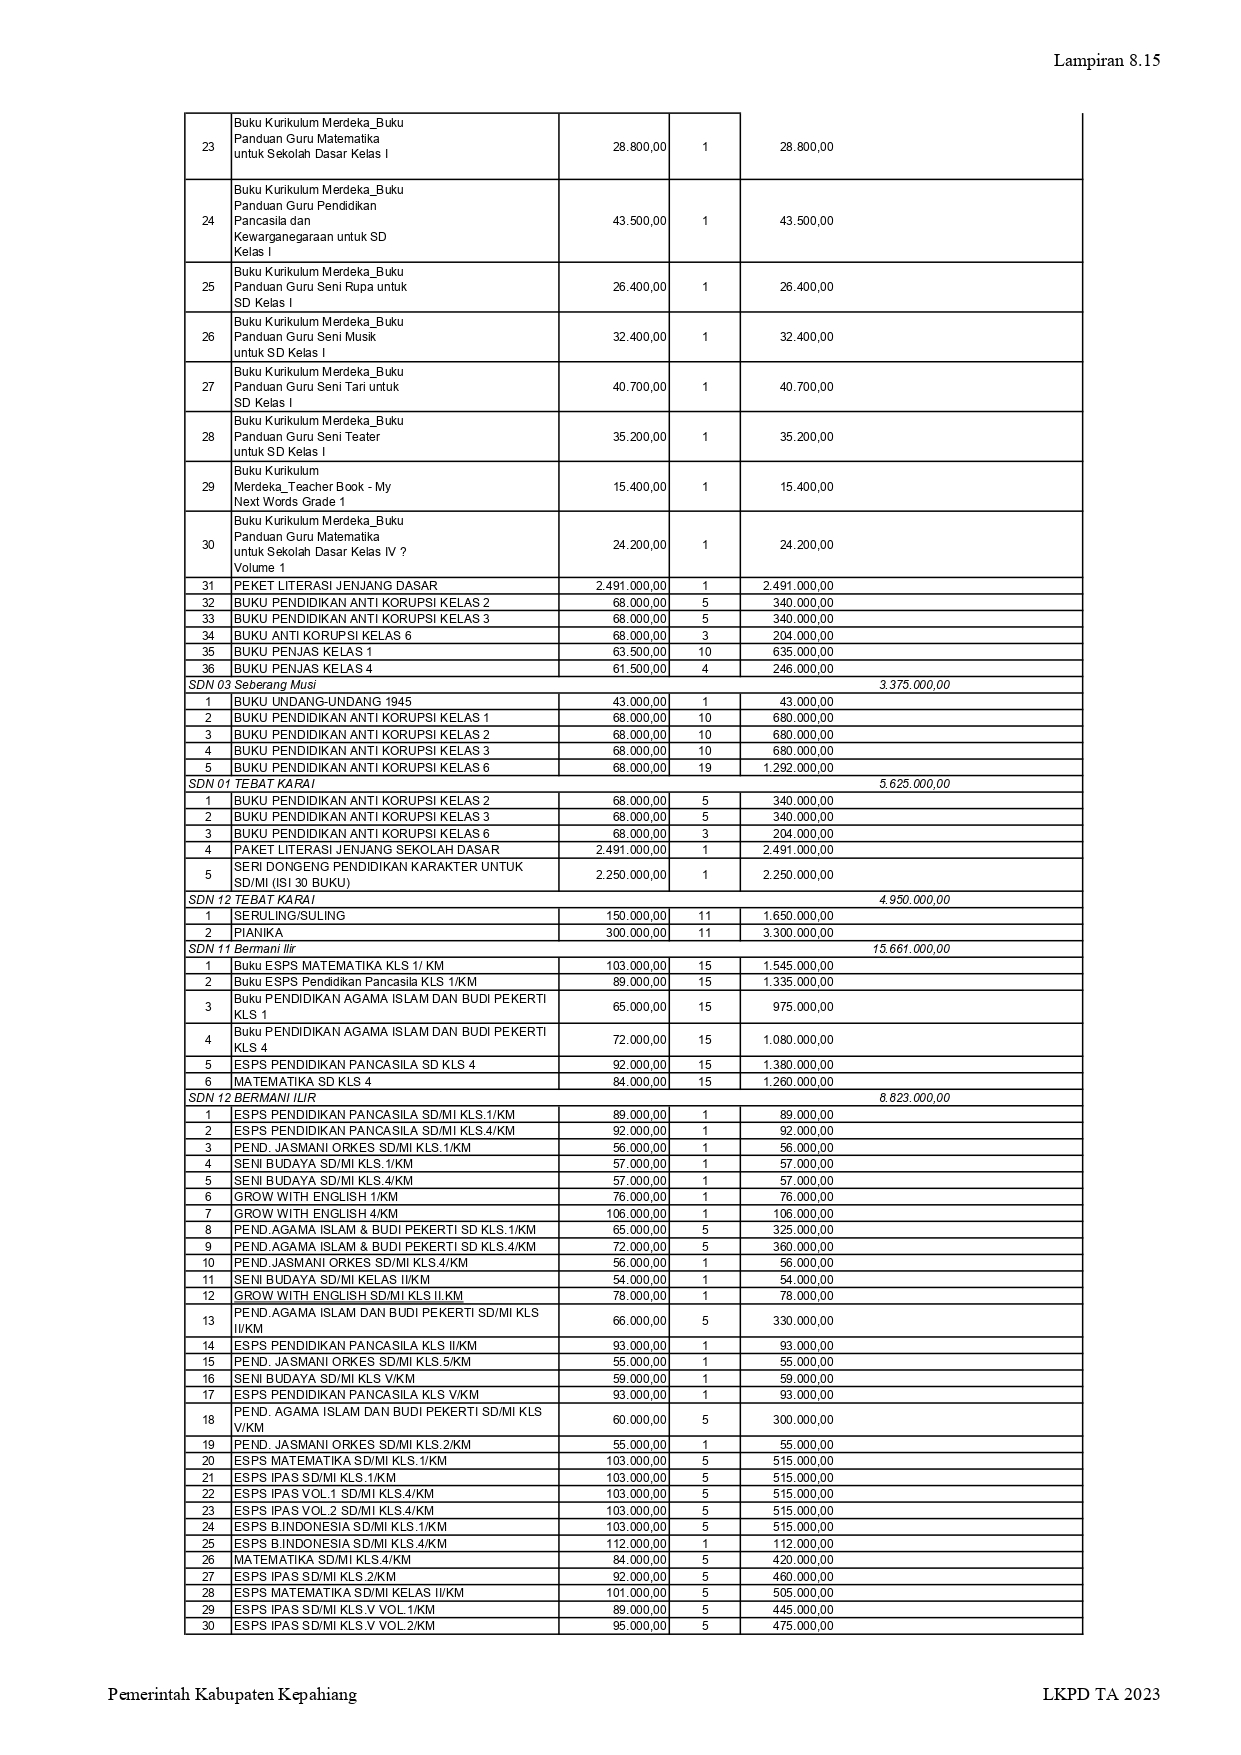 Lampiran 8.15
Buku Kurikulum Merdeka_Buku
Panduan Guru Matematika
untuk Sekolah Dasar Kelas I
23 28.800,00 1 28.800,00
Buku Kurikulum Merdeka_Buku
Panduan Guru Pendidikan
Pancasila dan
Kewarganegaraan untuk SD
Kelas I
24 43.500,00 1 43.500,00
Buku Kurikulum Merdeka_Buku
Panduan Guru Seni Rupa untuk
SD Kelas I
25 26.400,00 1 26.400,00
Buku Kurikulum Merdeka_Buku
Panduan Guru Seni Musik
untuk SD Kelas I
26 32.400,00 1 32.400,00
Buku Kurikulum Merdeka_Buku
Panduan Guru Seni Tari untuk
SD Kelas I
27 40.700,00 1 40.700,00
Buku Kurikulum Merdeka_Buku
Panduan Guru Seni Teater
untuk SD Kelas I
28 35.200,00 1 35.200,00
Buku Kurikulum
Merdeka_Teacher Book - My
Next Words Grade 1
29 15.400,00 1 15.400,00
Buku Kurikulum Merdeka_Buku
Panduan Guru Matematika
untuk Sekolah Dasar Kelas IV ?
Volume 1
30 24.200,00 1 24.200,00
31 PEKET LITERASI JENJANG DASAR 2.491.000,00 1 2.491.000,00
32 BUKU PENDIDIKAN ANTI KORUPSI KELAS 2 68.000,00 5 340.000,00
33 BUKU PENDIDIKAN ANTI KORUPSI KELAS 3 68.000,00 5 340.000,00
34 BUKU ANTI KORUPSI KELAS 6 68.000,00 3 204.000,00
35 BUKU PENJAS KELAS 1 63.500,00 10 635.000,00
36 BUKU PENJAS KELAS 4 61.500,00 4 246.000,00
SDN 03 Seberang Musi 3.375.000,00
1 BUKU UNDANG-UNDANG 1945 43.000,00 1 43.000,00
2 BUKU PENDIDIKAN ANTI KORUPSI KELAS 1 68.000,00 10 680.000,00
3 BUKU PENDIDIKAN ANTI KORUPSI KELAS 2 68.000,00 10 680.000,00
4 BUKU PENDIDIKAN ANTI KORUPSI KELAS 3 68.000,00 10 680.000,00
5 BUKU PENDIDIKAN ANTI KORUPSI KELAS 6 68.000,00 19 1.292.000,00
SDN 01 TEBAT KARAI 5.625.000,00
1 BUKU PENDIDIKAN ANTI KORUPSI KELAS 2 68.000,00 5 340.000,00
2 BUKU PENDIDIKAN ANTI KORUPSI KELAS 3 68.000,00 5 340.000,00
3 BUKU PENDIDIKAN ANTI KORUPSI KELAS 6 68.000,00 3 204.000,00
4 PAKET LITERASI JENJANG SEKOLAH DASAR 2.491.000,00 1 2.491.000,00
SERI DONGENG PENDIDIKAN KARAKTER UNTUK
SD/MI (ISI 30 BUKU)
5 2.250.000,00 1 2.250.000,00
SDN 12 TEBAT KARAI 4.950.000,00
1 SERULING/SULING 150.000,00 11 1.650.000,00
2 PIANIKA 300.000,00 11 3.300.000,00
SDN 11 Bermani Ilir 15.661.000,00
1 Buku ESPS MATEMATIKA KLS 1/ KM 103.000,00 15 1.545.000,00
2 Buku ESPS Pendidikan Pancasila KLS 1/KM 89.000,00 15 1.335.000,00
Buku PENDIDIKAN AGAMA ISLAM DAN BUDI PEKERTI
KLS 1
3 65.000,00 15 975.000,00
Buku PENDIDIKAN AGAMA ISLAM DAN BUDI PEKERTI
KLS 4
4 72.000,00 15 1.080.000,00
5 ESPS PENDIDIKAN PANCASILA SD KLS 4 92.000,00 15 1.380.000,00
6 MATEMATIKA SD KLS 4 84.000,00 15 1.260.000,00
SDN 12 BERMANI ILIR 8.823.000,00
1 ESPS PENDIDIKAN PANCASILA SD/MI KLS.1/KM 89.000,00 1 89.000,00
2 ESPS PENDIDIKAN PANCASILA SD/MI KLS.4/KM 92.000,00 1 92.000,00
3 PEND. JASMANI ORKES SD/MI KLS.1/KM 56.000,00 1 56.000,00
4 SENI BUDAYA SD/MI KLS.1/KM 57.000,00 1 57.000,00
5 SENI BUDAYA SD/MI KLS.4/KM 57.000,00 1 57.000,00
6 GROW WITH ENGLISH 1/KM 76.000,00 1 76.000,00
7 GROW WITH ENGLISH 4/KM 106.000,00 1 106.000,00
8 PEND.AGAMA ISLAM & BUDI PEKERTI SD KLS.1/KM 65.000,00 5 325.000,00
9 PEND.AGAMA ISLAM & BUDI PEKERTI SD KLS.4/KM 72.000,00 5 360.000,00
10 PEND.JASMANI ORKES SD/MI KLS.4/KM 56.000,00 1 56.000,00
11 SENI BUDAYA SD/MI KELAS II/KM 54.000,00 1 54.000,00
12 GROW WITH ENGLISH SD/MI KLS II.KM 78.000,00 1 78.000,00
PEND.AGAMA ISLAM DAN BUDI PEKERTI SD/MI KLS
II/KM
13 66.000,00 5 330.000,00
14 ESPS PENDIDIKAN PANCASILA KLS II/KM 93.000,00 1 93.000,00
15 PEND. JASMANI ORKES SD/MI KLS.5/KM 55.000,00 1 55.000,00
16 SENI BUDAYA SD/MI KLS V/KM 59.000,00 1 59.000,00
17 ESPS PENDIDIKAN PANCASILA KLS V/KM 93.000,00 1 93.000,00
PEND. AGAMA ISLAM DAN BUDI PEKERTI SD/MI KLS
V/KM
18 60.000,00 5 300.000,00
19 PEND. JASMANI ORKES SD/MI KLS.2/KM 55.000,00 1 55.000,00
20 ESPS MATEMATIKA SD/MI KLS.1/KM 103.000,00 5 515.000,00
21 ESPS IPAS SD/MI KLS.1/KM 103.000,00 5 515.000,00
22 ESPS IPAS VOL.1 SD/MI KLS.4/KM 103.000,00 5 515.000,00
23 ESPS IPAS VOL.2 SD/MI KLS.4/KM 103.000,00 5 515.000,00
24 ESPS B.INDONESIA SD/MI KLS.1/KM 103.000,00 5 515.000,00
25 ESPS B.INDONESIA SD/MI KLS.4/KM 112.000,00 1 112.000,00
26 MATEMATIKA SD/MI KLS.4/KM 84.000,00 5 420.000,00
27 ESPS IPAS SD/MI KLS.2/KM 92.000,00 5 460.000,00
28 ESPS MATEMATIKA SD/MI KELAS II/KM 101.000,00 5 505.000,00
29 ESPS IPAS SD/MI KLS.V VOL.1/KM 89.000,00 5 445.000,00
30 ESPS IPAS SD/MI KLS.V VOL.2/KM 95.000,00 5 475.000,00
Pemerintah Kabupaten Kepahiang LKPD TA 2023